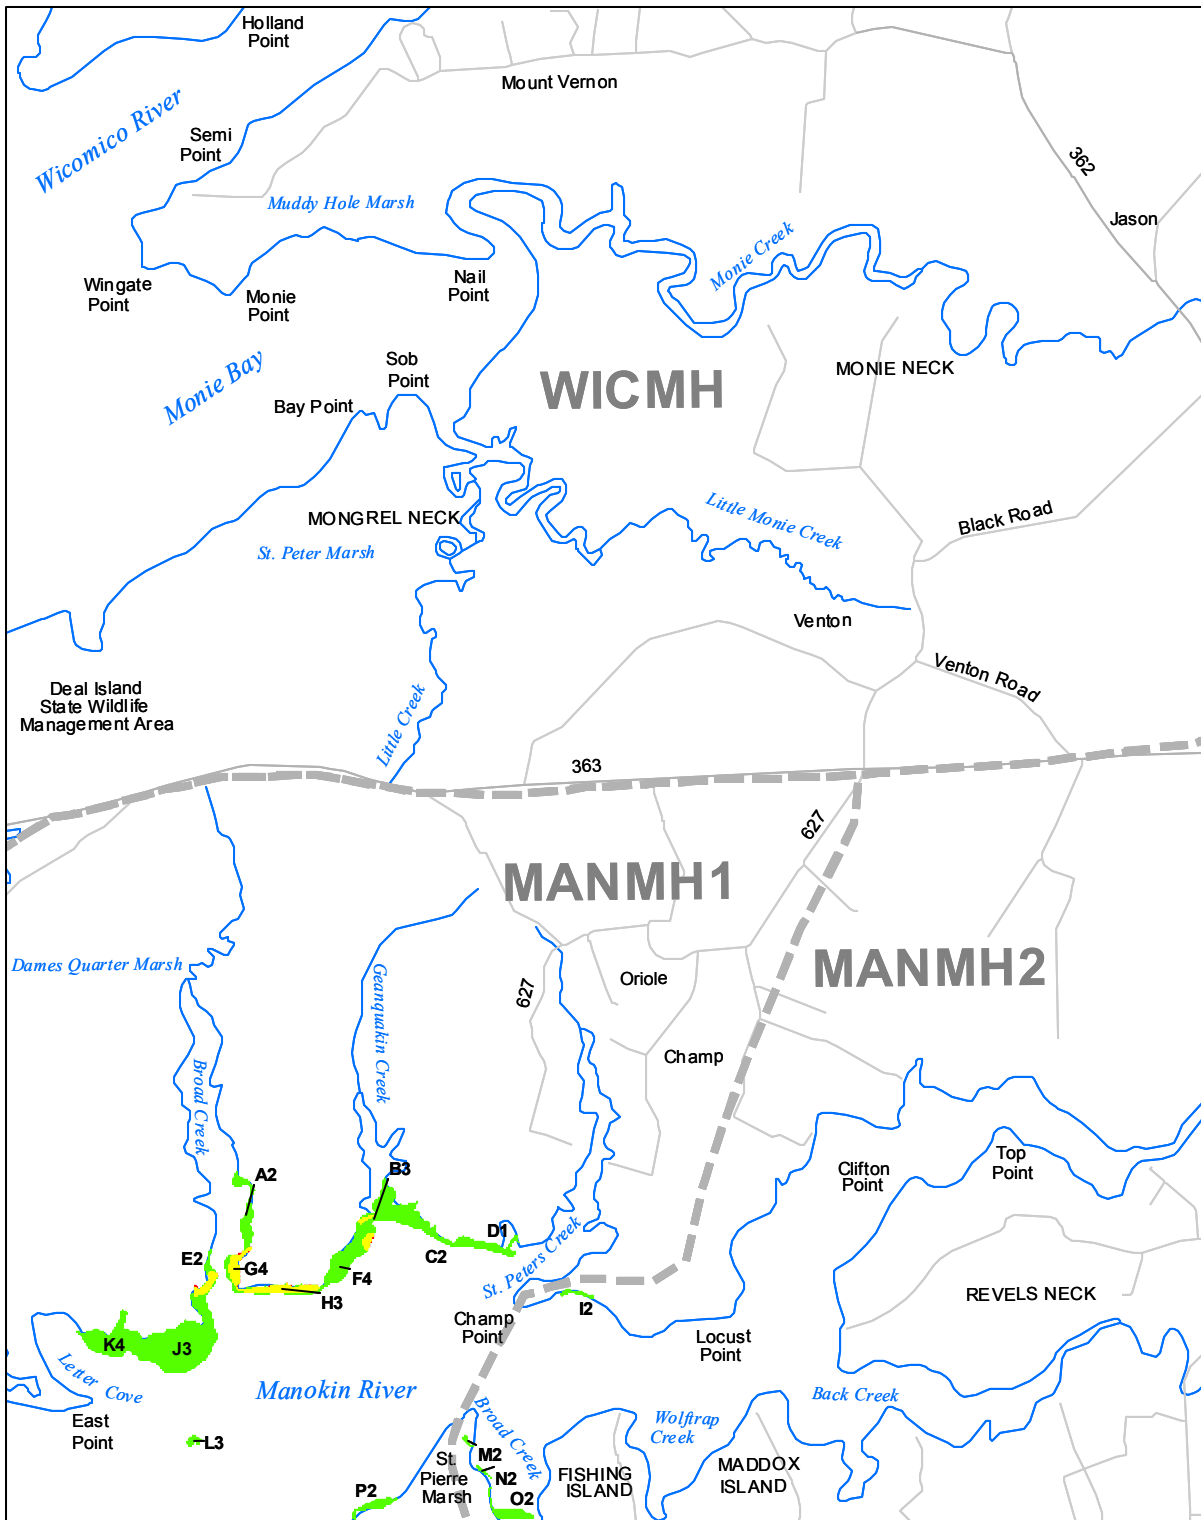 Holland
Point
Mount Vernon
Wicomico River
Semi
Point
362
Jason
Muddy Hole Marsh
Monie Creek
Wingate
Point
Monie
Point
Nail
Point
Sob
Point
Monie Bay
Bay Point
WICMH
MONIE NECK
MONGREL NECK
St. Peter Marsh
Little Monie Creek
Black Road
Venton
Venton Road
Deal Island
State Wildlife
Management Area
Little Creek
363
627
MANMH1
MANMH2
Dames Quarter Marsh
Geanquakin Creek
627
Oriole
Champ
Broad Creek
A2
B3
Clifton
Point
Top
Point
D1
C2
E2
G4
F4
H3
St. Peters Creek
I2
REVELS NECK
Champ
Point
Locust
Point
K4
J3
Letter Cove
Manokin River
Back Creek
East
Point
L3
Broad Creek
Wolftrap
Creek
M2
St.
Pierre
Marsh
N2
FISHING
ISLAND
MADDOX
ISLAND
P2
O2